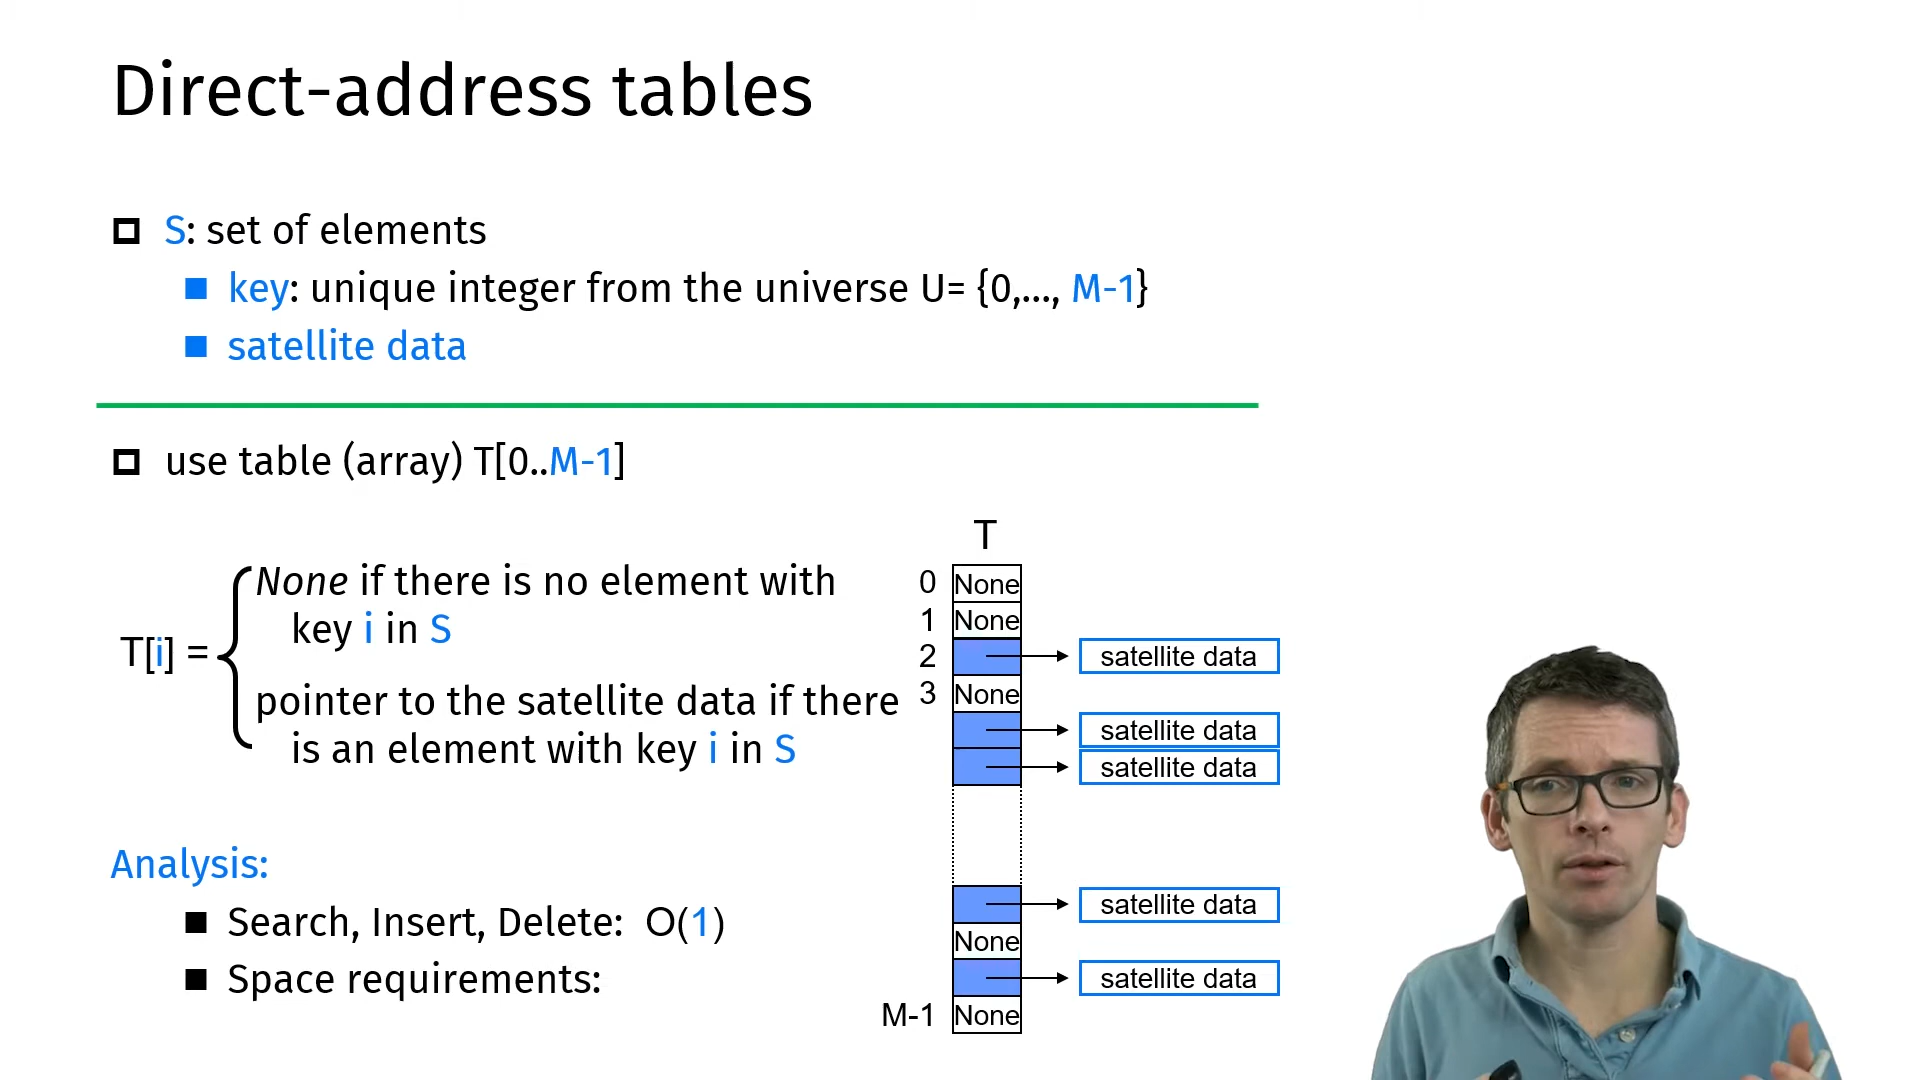 Direct-address tables
S: set of elements
key: unique integer from the universe U= {0,..., M-1}
satellite data
use table (array) T[0..M-1]
T[i] =
None if there is no element with
key i in S
pointer to the satellite data if there
is an element with key i in S
T
0 None
1 None
2 satellite data
3 None
satellite data
satellite data
satellite data
None
satellite data
M-1 None
Analysis:
Search, Insert, Delete: O(1)
Space requirements: